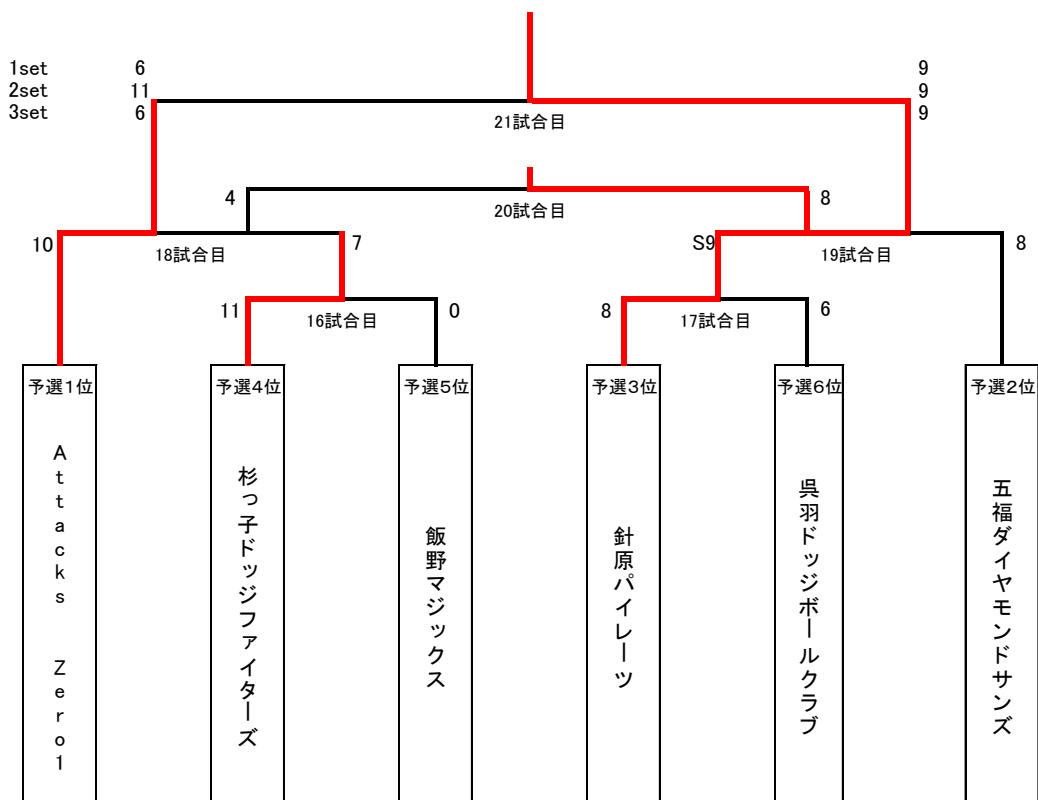 1set 6 9
2set 11 9
3set 6 9
21試合目
4 20試合目 8
10 18試合目 7 S9 19試合目 8
11 16試合目 0 8 17試合目 6
予選1位 予選4位 予選5位 予選3位 予選6位 予選2位
Attacks Zero1
杉っ子ドッジファイターズ
飯野マジックス
針原パイレーツ
呉羽ドッジボールクラブ
五福ダイヤモンドサンズ